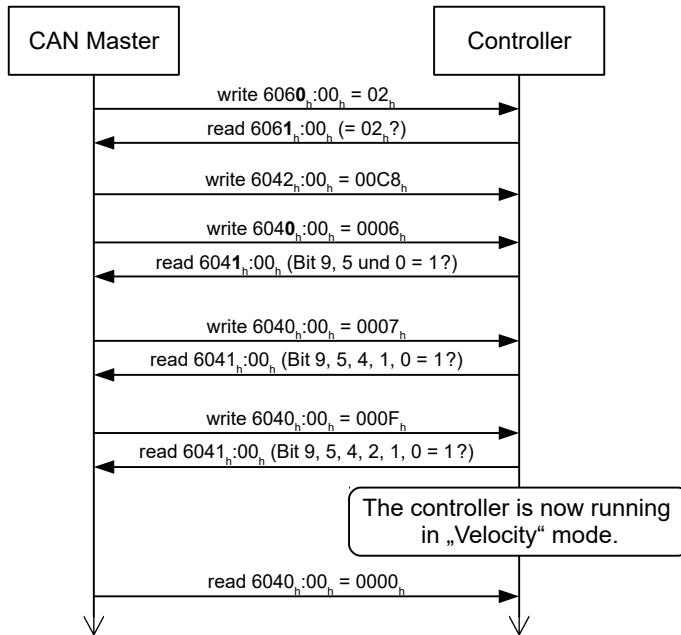 CAN Master
Controller
write 6060ₕ:00ₕ = 02ₕ
read 6061ₕ:00ₕ (= 02ₕ?)
write 6042ₕ:00ₕ = 00C8ₕ
write 6040ₕ:00ₕ = 0006ₕ
read 6041ₕ:00ₕ (Bit 9, 5 und 0 = 1?)
write 6040ₕ:00ₕ = 0007ₕ
read 6041ₕ:00ₕ (Bit 9, 5, 4, 1, 0 = 1?)
write 6040ₕ:00ₕ = 000Fₕ
read 6041ₕ:00ₕ (Bit 9, 5, 4, 2, 1, 0 = 1?)
The controller is now running
in „Velocity“ mode.
read 6040ₕ:00ₕ = 0000ₕ